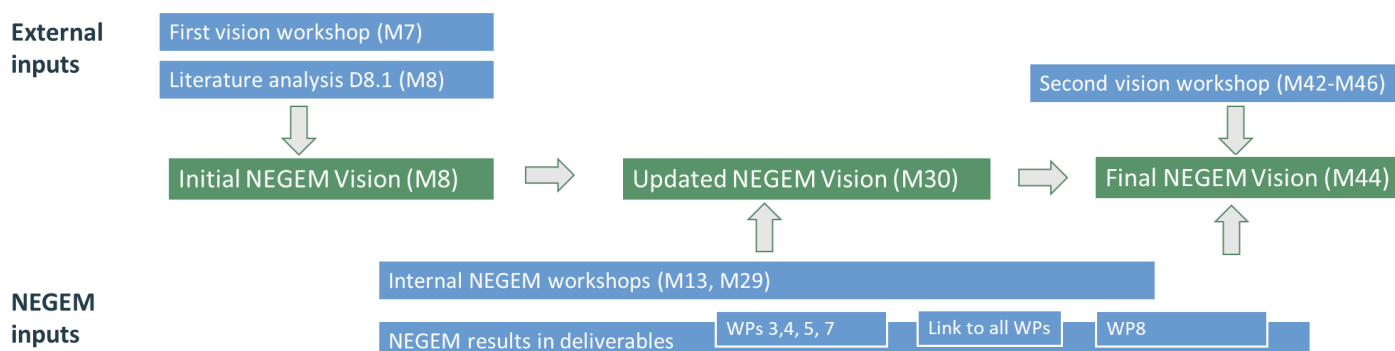 External
inputs
First vision workshop (M7)
Literature analysis D8.1 (M8)
Second vision workshop (M42-M46)
Initial NEGEM Vision (M8)
Updated NEGEM Vision (M30)
Final NEGEM Vision (M44)
Internal NEGEM workshops (M13, M29)
NEGEM
inputs
NEGEM results in deliverables
WPs 3,4, 5, 7
Link to all WPs
WP8